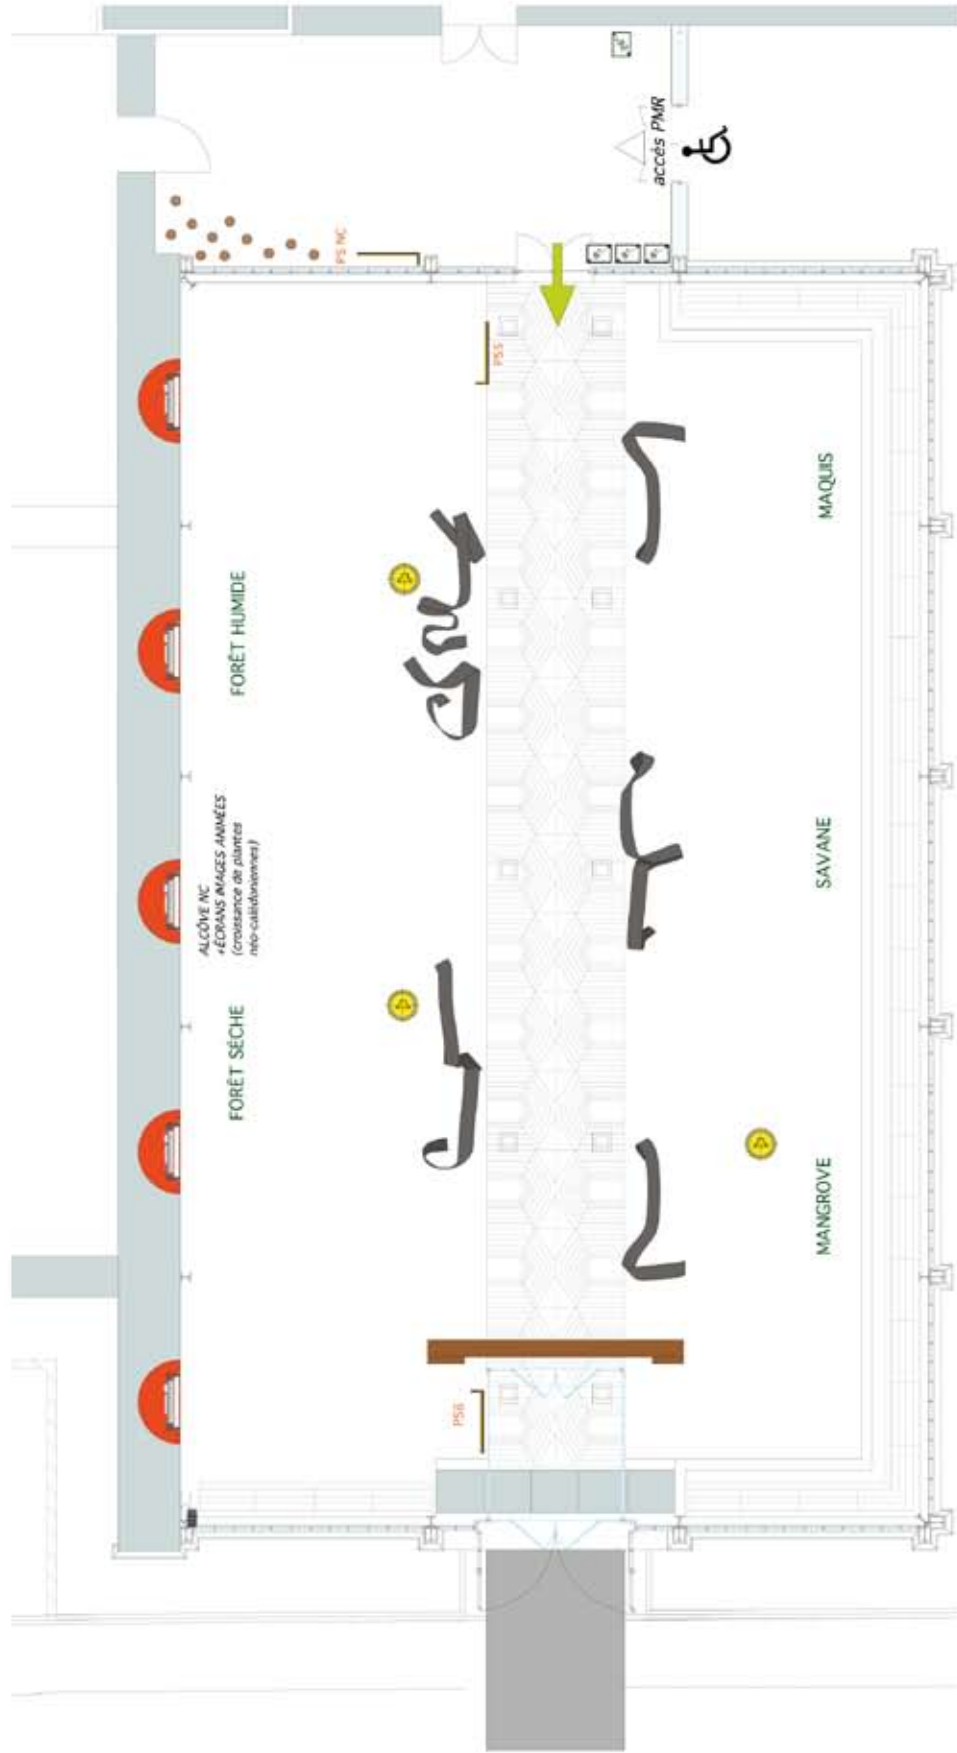 accès PMR
PS NC
PS5
MAQUIS
FORÊT HUMIDE
ALCÔVE NC
+ÉCRANS IMAGES ANIMÉES
(croissance de plantes
néo-calédoniennes)
SAVANE
FORÊT SÈCHE
MANGROVE
PS6